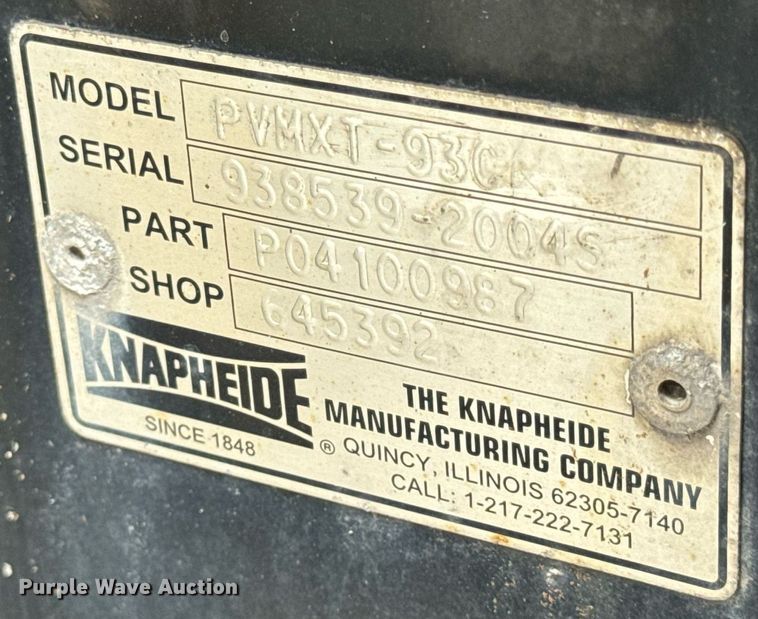 MODEL PVMXT-93C
SERIAL 938539-2004S
PART P04100987
SHOP 645392
KNAPHEIDE
SINCE 1848
®
THE KNAPHEIDE
MANUFACTURING COMPANY
QUINCY, ILLINOIS 62305-7140
CALL: 1-217-222-7131
Purple Wave Auction